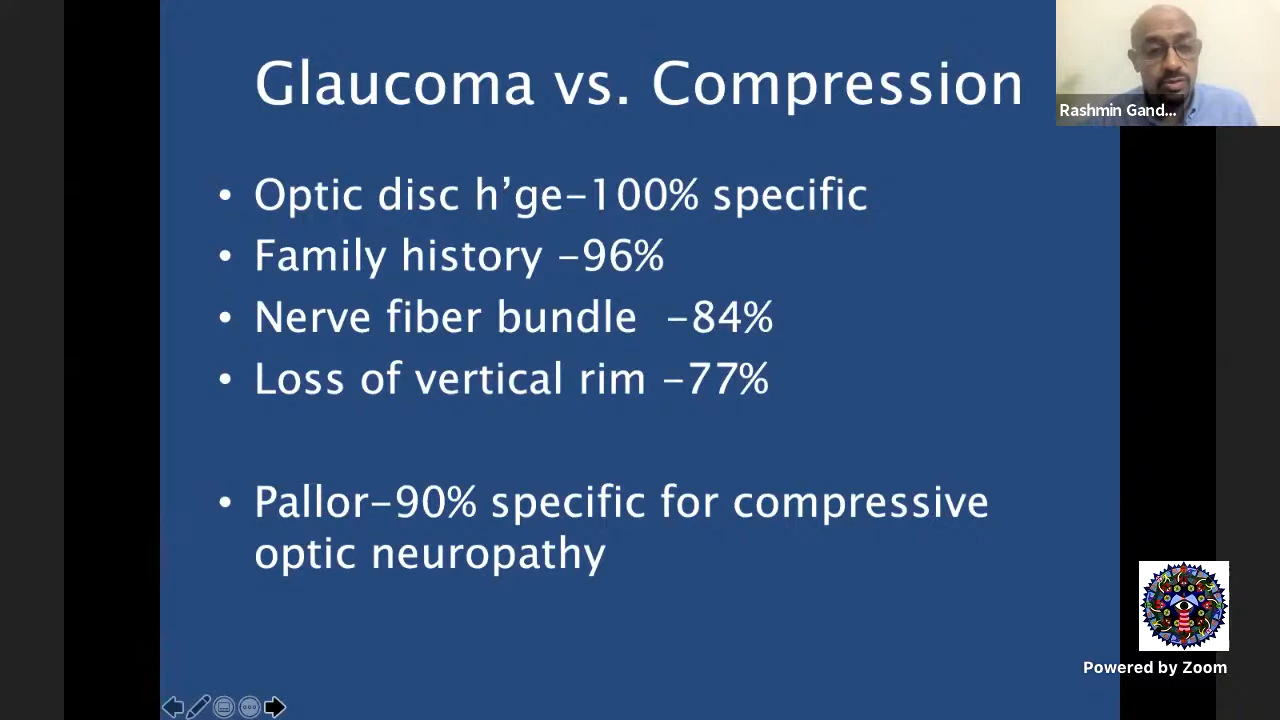 Glaucoma vs. Compression
Rashmin Gand...
• Optic disc h’ge–100% specific
• Family history –96%
• Nerve fiber bundle –84%
• Loss of vertical rim –77%
• Pallor–90% specific for compressive
optic neuropathy
Powered by Zoom